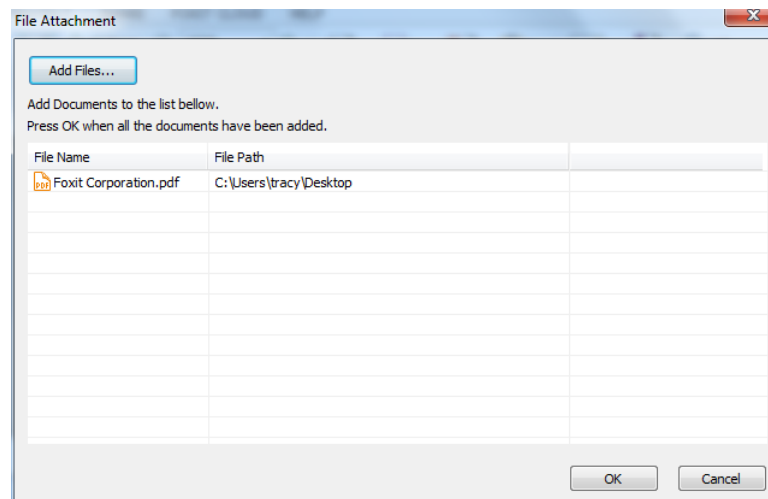 File Attachment
Add Files...
Add Documents to the list bellow.
Press OK when all the documents have been added.
File Name File Path
Foxit Corporation.pdf C:\Users\tracy\Desktop
OK Cancel